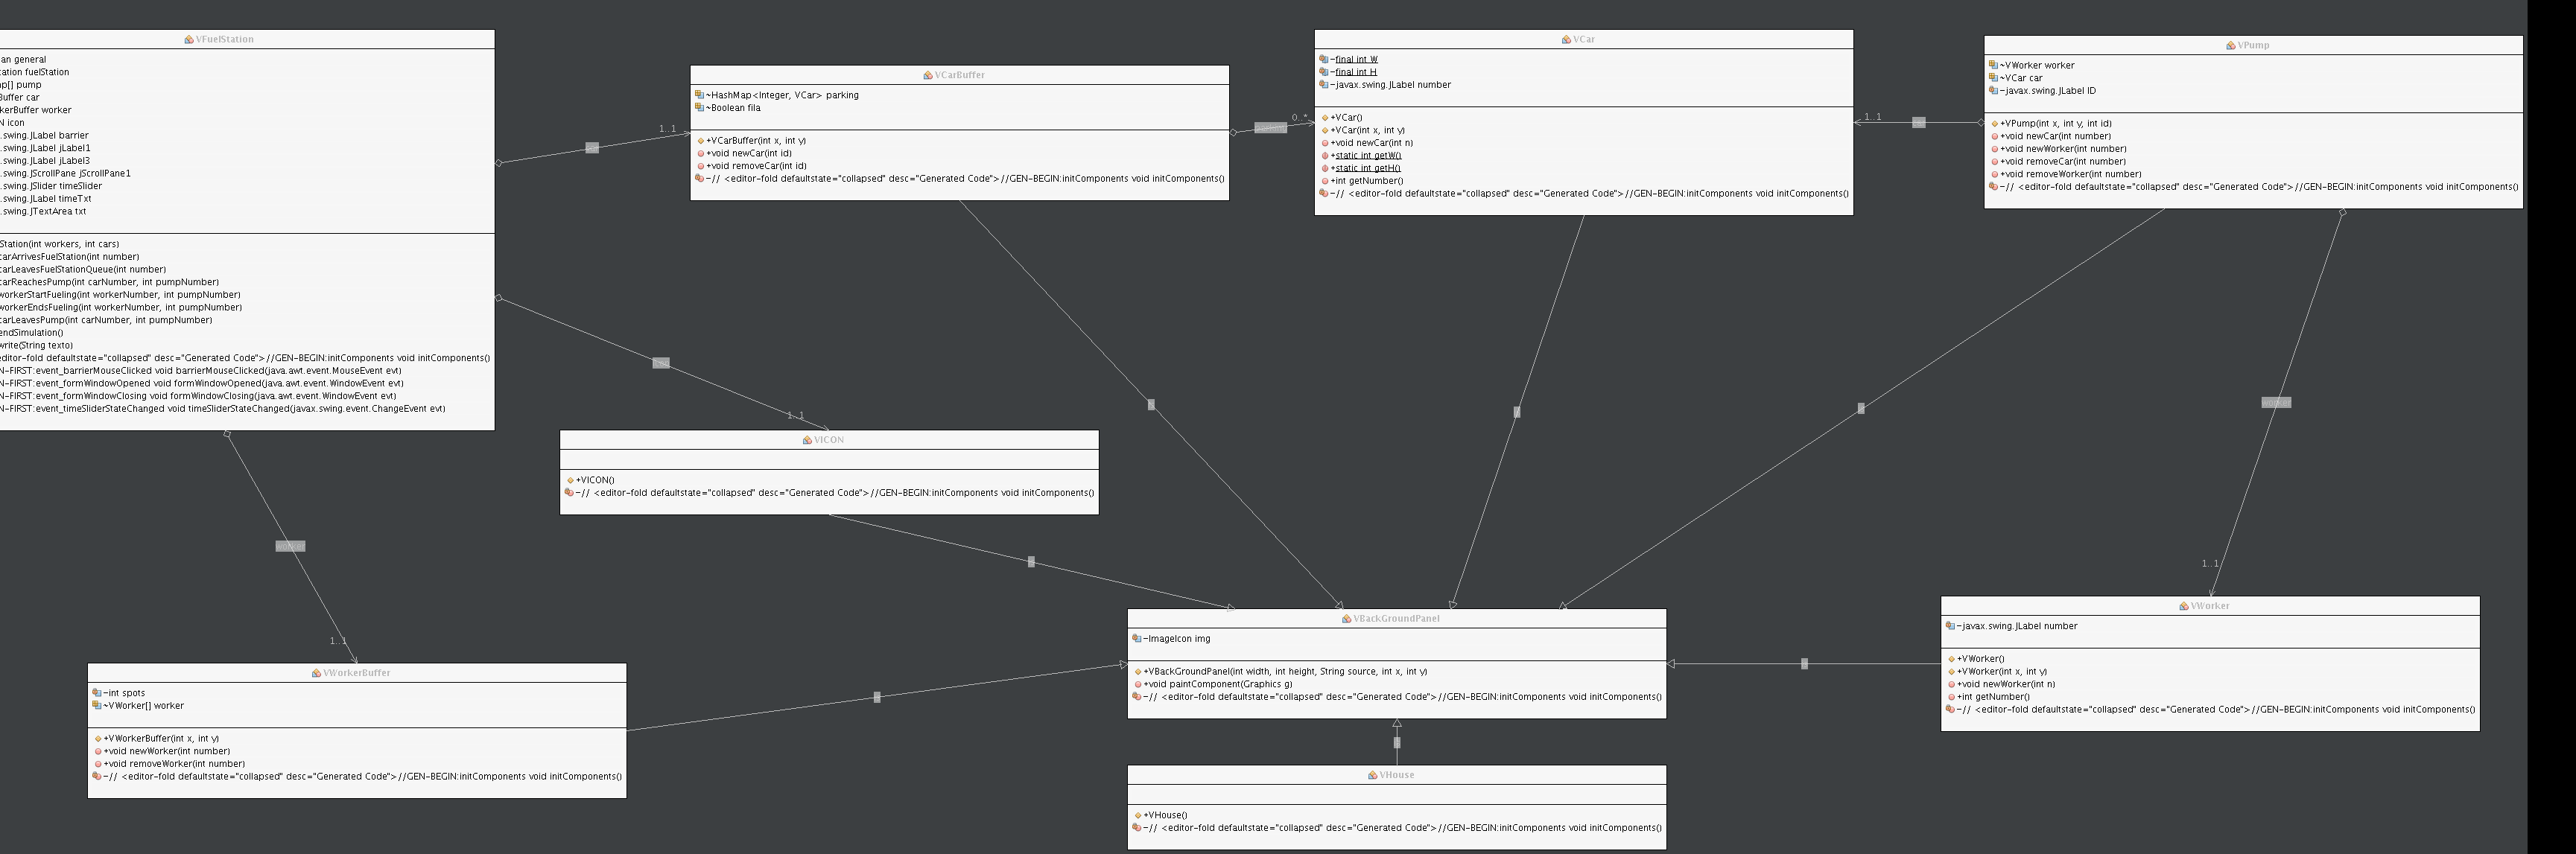 VFuelStation
an general
ation fuelStation
np[] pump
Buffer car
kerBuffer worker
N icon
.swing.JLabel barrier
.swing.JLabel jLabel1
.swing.JLabel jLabel3
.swing.JScrollPane jScrollPane1
.swing.JSlider timeSlider
.swing.JLabel timeTxt
.swing.JTextArea txt
Station(int workers, int cars)
carArrivesFuelStation(int number)
carLeavesFuelStationQueue(int number)
carReachesPump(int carNumber, int pumpNumber)
workerStartFueling(int workerNumber, int pumpNumber)
workerEndsFueling(int workerNumber, int pumpNumber)
carLeavesPump(int carNumber, int pumpNumber)
endSimulation()
write(String texto)
editor-fold defaultstate="collapsed" desc="Generated Code">//GEN-BEGIN:initComponents void initComponents()
N-FIRST:event_barrierMouseClicked void barrierMouseClicked(java.awt.event.MouseEvent evt)
N-FIRST:event_formWindowOpened void formWindowOpened(java.awt.event.WindowEvent evt)
N-FIRST:event_formWindowClosing void formWindowClosing(java.awt.event.WindowEvent evt)
N-FIRST:event_timeSliderStateChanged void timeSliderStateChanged(javax.swing.event.ChangeEvent evt)
1..1
VCarBuffer
~HashMap<Integer, VCar> parking
~Boolean fila
+VCarBuffer(int x, int y)
+void newCar(int id)
+void removeCar(int id)
-// <editor-fold defaultstate="collapsed" desc="Generated Code">//GEN-BEGIN:initComponents void initComponents()
0..*
VCar
-final int W
-final int H
-javax.swing.JLabel number
+VCar()
+VCar(int x, int y)
+void newCar(int n)
+static int getW()
+static int getH()
+int getNumber()
-// <editor-fold defaultstate="collapsed" desc="Generated Code">//GEN-BEGIN:initComponents void initComponents()
1..1
VPump
~VWorker worker
~VCar car
-javax.swing.JLabel ID
+VPump(int x, int y, int id)
+void newCar(int number)
+void newWorker(int number)
+void removeCar(int number)
+void removeWorker(int number)
-// <editor-fold defaultstate="collapsed" desc="Generated Code">//GEN-BEGIN:initComponents void initComponents()
worker
1..1
VICON
+VICON()
-// <editor-fold defaultstate="collapsed" desc="Generated Code">//GEN-BEGIN:initComponents void initComponents()
worker
1..1
1..1
VWorkerBuffer
-int spots
~VWorker[] worker
+VWorkerBuffer(int x, int y)
+void newWorker(int number)
+void removeWorker(int number)
-// <editor-fold defaultstate="collapsed" desc="Generated Code">//GEN-BEGIN:initComponents void initComponents()
VBackGroundPanel
-ImageIcon img
+VBackGroundPanel(int width, int height, String source, int x, int y)
+void paintComponent(Graphics g)
-// <editor-fold defaultstate="collapsed" desc="Generated Code">//GEN-BEGIN:initComponents void initComponents()
VWorker
-javax.swing.JLabel number
+VWorker()
+VWorker(int x, int y)
+void newWorker(int n)
+int getNumber()
-// <editor-fold defaultstate="collapsed" desc="Generated Code">//GEN-BEGIN:initComponents void initComponents()
VHouse
+VHouse()
-// <editor-fold defaultstate="collapsed" desc="Generated Code">//GEN-BEGIN:initComponents void initComponents()